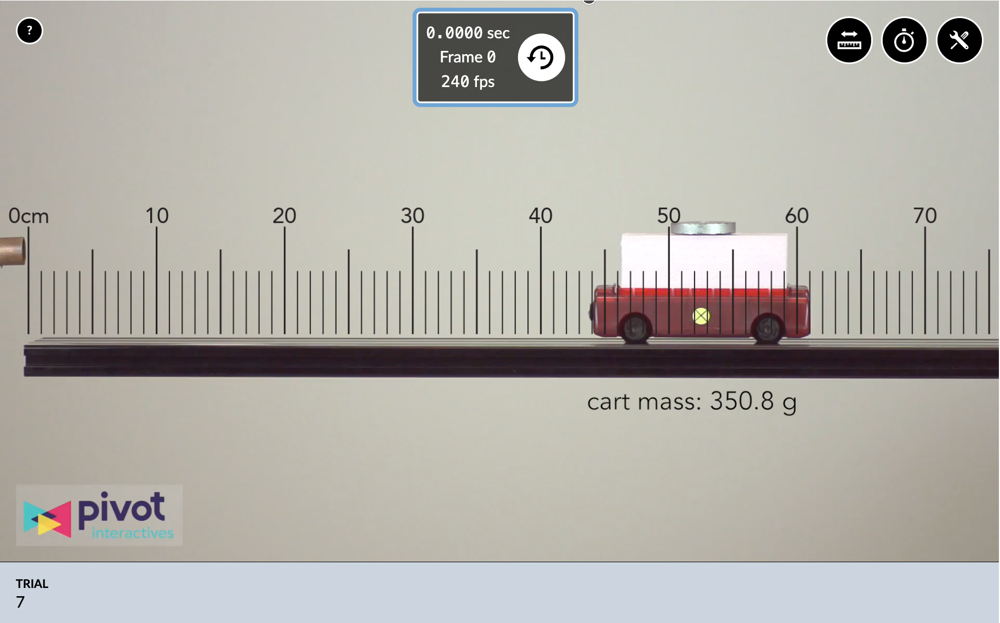 ?
0.0000 sec
Frame 0
240 fps
0cm 10 20 30 40 50 60 70
cart mass: 350.8 g
pivot
interactives
TRIAL
7